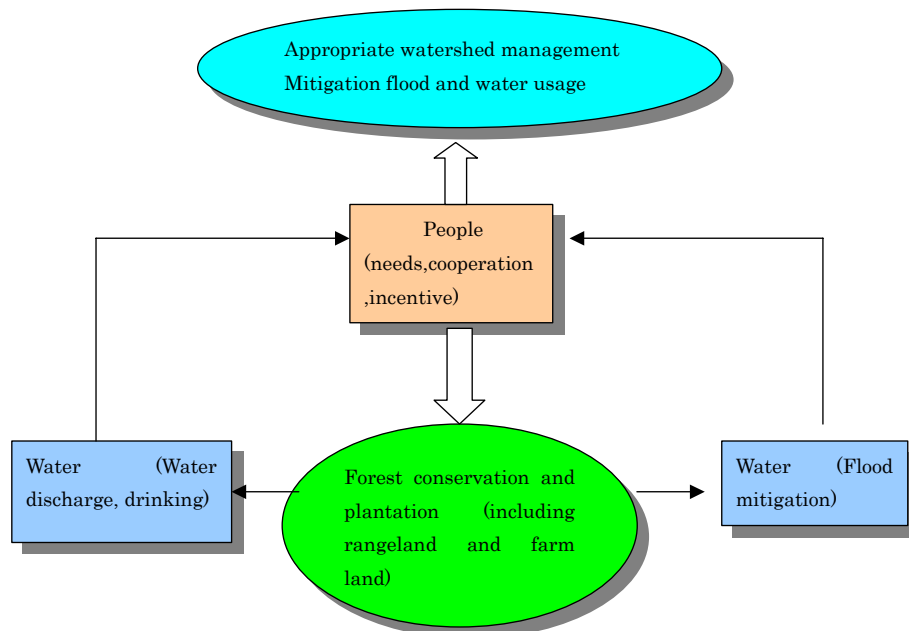 Appropriate watershed management
Mitigation flood and water usage
People
(needs,cooperation
,incentive)
Water (Water
discharge, drinking)
Forest conservation and
plantation (including
rangeland and farm
land)
Water (Flood
mitigation)